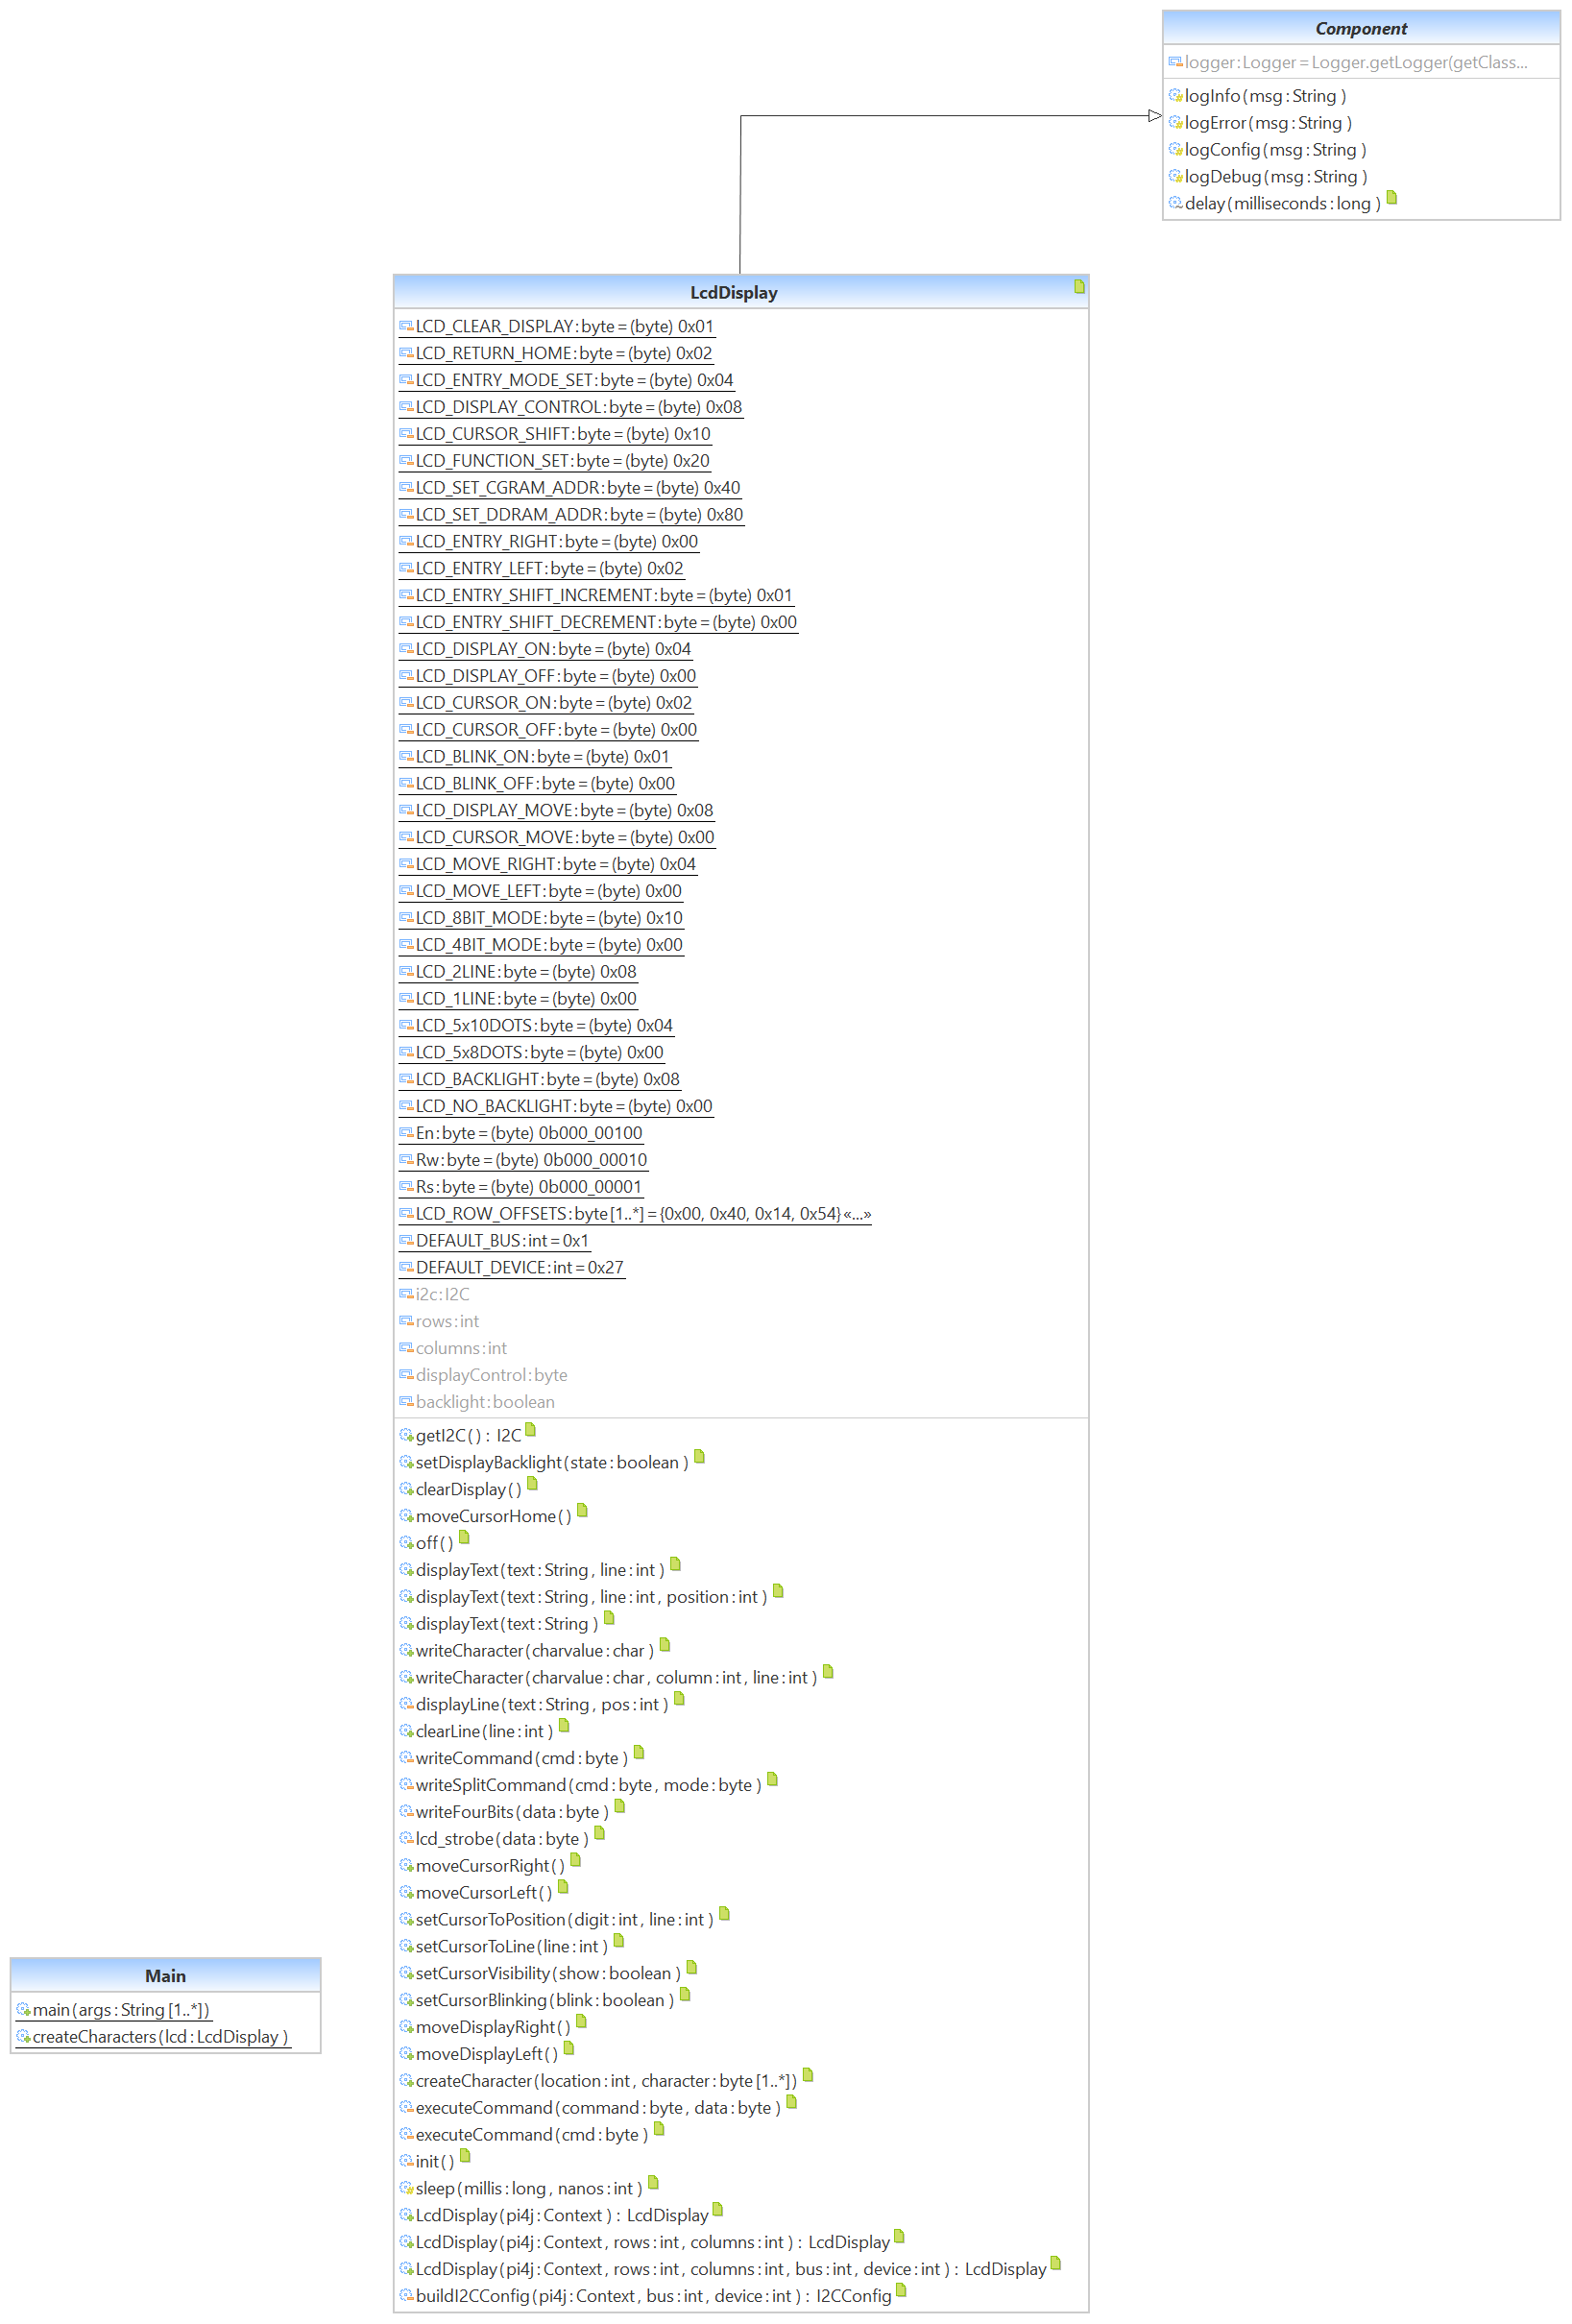 Component
logger:Logger=Logger.getLogger(getClass...
logInfo(msg:String )
logError(msg:String )
logConfig(msg:String )
logDebug(msg:String )
delay(milliseconds:long )
LcdDisplay
LCD_CLEAR_DISPLAY:byte=(byte) 0x01
LCD_RETURN_HOME:byte=(byte) 0x02
LCD_ENTRY_MODE_SET:byte=(byte) 0x04
LCD_DISPLAY_CONTROL:byte=(byte) 0x08
LCD_CURSOR_SHIFT:byte=(byte) 0x10
LCD_FUNCTION_SET:byte=(byte) 0x20
LCD_SET_CGRAM_ADDR:byte=(byte) 0x40
LCD_SET_DDRAM_ADDR:byte=(byte) 0x80
LCD_ENTRY_RIGHT:byte=(byte) 0x00
LCD_ENTRY_LEFT:byte=(byte) 0x02
LCD_ENTRY_SHIFT_INCREMENT:byte=(byte) 0x01
LCD_ENTRY_SHIFT_DECREMENT:byte=(byte) 0x00
LCD_DISPLAY_ON:byte=(byte) 0x04
LCD_DISPLAY_OFF:byte=(byte) 0x00
LCD_CURSOR_ON:byte=(byte) 0x02
LCD_CURSOR_OFF:byte=(byte) 0x00
LCD_BLINK_ON:byte=(byte) 0x01
LCD_BLINK_OFF:byte=(byte) 0x00
LCD_DISPLAY_MOVE:byte=(byte) 0x08
LCD_CURSOR_MOVE:byte=(byte) 0x00
LCD_MOVE_RIGHT:byte=(byte) 0x04
LCD_MOVE_LEFT:byte=(byte) 0x00
LCD_8BIT_MODE:byte=(byte) 0x10
LCD_4BIT_MODE:byte=(byte) 0x00
LCD_2LINE:byte=(byte) 0x08
LCD_1LINE:byte=(byte) 0x00
LCD_5x10DOTS:byte=(byte) 0x04
LCD_5x8DOTS:byte=(byte) 0x00
LCD_BACKLIGHT:byte=(byte) 0x08
LCD_NO_BACKLIGHT:byte=(byte) 0x00
En:byte=(byte) 0b000_00100
Rw:byte=(byte) 0b000_00010
Rs:byte=(byte) 0b000_00001
LCD_ROW_OFFSETS:byte[1..*]={0x00, 0x40, 0x14, 0x54}«...»
DEFAULT_BUS:int=0x1
DEFAULT_DEVICE:int=0x27
i2c:I2C
rows:int
columns:int
displayControl:byte
backlight:boolean
getI2C(): I2C
setDisplayBacklight(state:boolean )
clearDisplay()
moveCursorHome()
off()
displayText(text:String, line:int )
displayText(text:String, line:int, position:int )
displayText(text:String )
writeCharacter(charvalue:char )
writeCharacter(charvalue:char, column:int, line:int )
displayLine(text:String, pos:int )
clearLine(line:int )
writeCommand(cmd:byte )
writeSplitCommand(cmd:byte, mode:byte )
writeFourBits(data:byte )
lcd_strobe(data:byte )
moveCursorRight()
moveCursorLeft()
setCursorToPosition(digit:int, line:int )
setCursorToLine(line:int )
setCursorVisibility(show:boolean )
setCursorBlinking(blink:boolean )
moveDisplayRight()
moveDisplayLeft()
createCharacter(location:int, character:byte[1..*])
executeCommand(command:byte, data:byte )
executeCommand(cmd:byte )
init()
sleep(millis:long, nanos:int )
LcdDisplay(pi4j:Context ): LcdDisplay
LcdDisplay(pi4j:Context, rows:int, columns:int ): LcdDisplay
LcdDisplay(pi4j:Context, rows:int, columns:int, bus:int, device:int ): LcdDisplay
buildI2CConfig(pi4j:Context, bus:int, device:int ): I2CConfig
Main
main(args:String[1..*])
createCharacters(lcd:LcdDisplay )